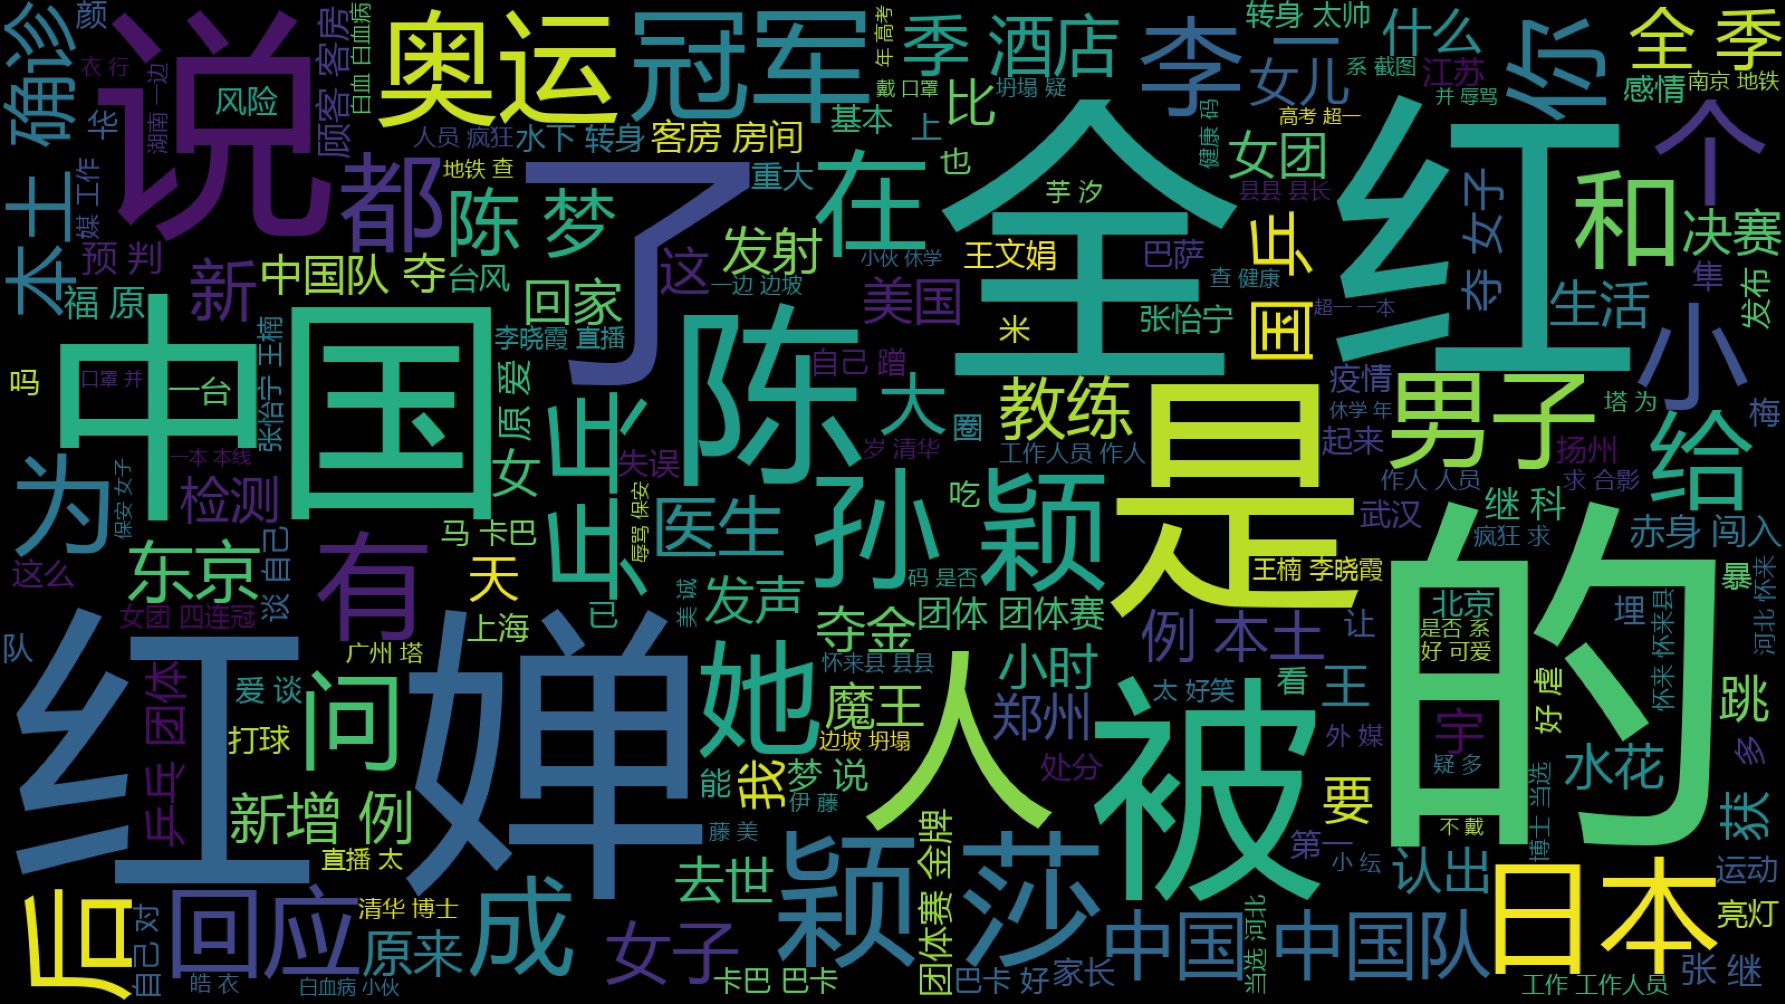 确诊
颜
说
衣 行
湖南 一边
风险
顾客 客房
白血 白血病
奥运
冠军
年 高考
季 酒店
戴 口罩
坍塌 疑
转身 太帅
李
女儿
系 截图
什么
江苏
并 辱骂
你
全 季
感情
南京 地铁
华
本土
媒 工作
预 判
福 原
新
都
人员 疯狂
水下 转身
客房 房间
基本
上
比
也
地铁 查
陈 梦
了
重大
在
全
芋 汐
健康 码
高考 超一
女团
县县 县长
乒
国
红
夺 女子
和
个
决赛
隼
发布
中国队 夺
台风
回家
李晓霞 直播
这
发射
一边 边坡
小伙 休学
王文娟
美国
米
巴萨
查 健康
张怡宁
超一 一本
生活
小
吗
中国
口罩 并
一台
张怡宁 王楠
一本 本线
女 原 爱
乒乓
陈
自己 蹭
大
圈
岁 清华
教练
工作人员 作人
是
疫情
休学 年
起来
男子
塔 为
梅
扬州
给
作人 人员
求 合影
为
保安 女子
检测
失误
辱骂 保安
医生
孙
吃
颖
武汉
继 科
疯狂 求
赤身 闯入
这么
东京
谈 自己
有
马 卡巴
天
美 诚
发声
码 是否
王楠 李晓霞
的
北京
是否 系
好 可爱
暴
埋
怀来 怀来县
河北 怀来
女团 四连冠
上海
已
夺金
团体 团体赛
例 本土
让
队
红
婵
乒乓 团体
爱 谈
问
广州 塔
她
怀来县 县县
魔王
人
小时
郑州
太 好笑
被
看
王
外 媒
宇
疑 多
好 虐
跳
水花
多
打球
边坡 坍塌
能
我
梦 说
伊 藤
处分
要
不 戴
博士 当选
获
新增 例
直播 太
藤 美
第一
小 纭
认出
运动
后
自己 对
回应
皓 衣
清华 博士
原来
白血病 小伙
成
去世
女子
颖
莎
卡巴 巴卡
团体赛 金牌
巴卡 好
家长
中国
当选 河北
中国队
日本
亮灯
张 继
工作 工作人员